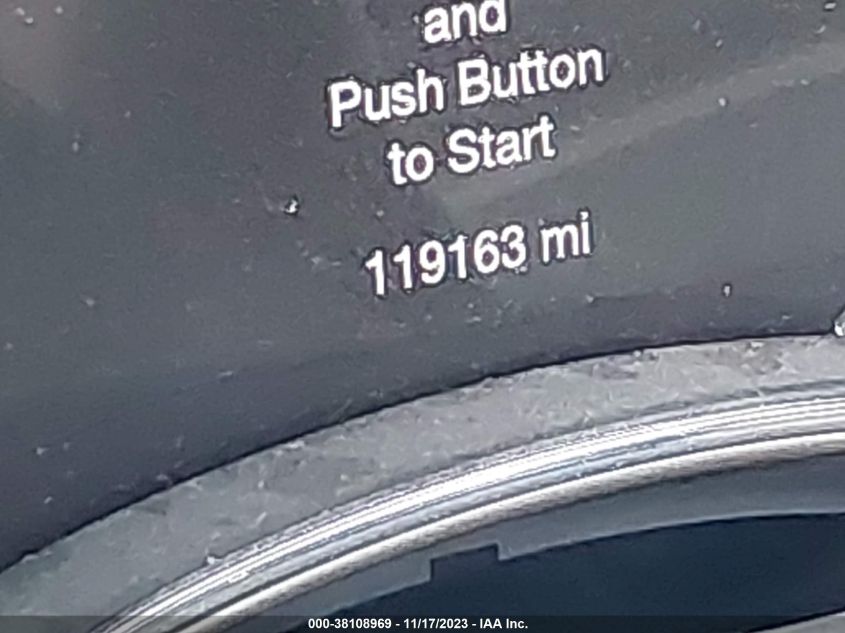 and
Push Button
to Start
119163 mi
000-38108969 - 11/17/2023 - IAA Inc.